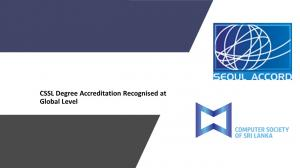 CSSL Degree Accreditation Recognised at
Global Level
SEOUL ACCORD
COMPUTER SOCIETY
OF SRI LANKA